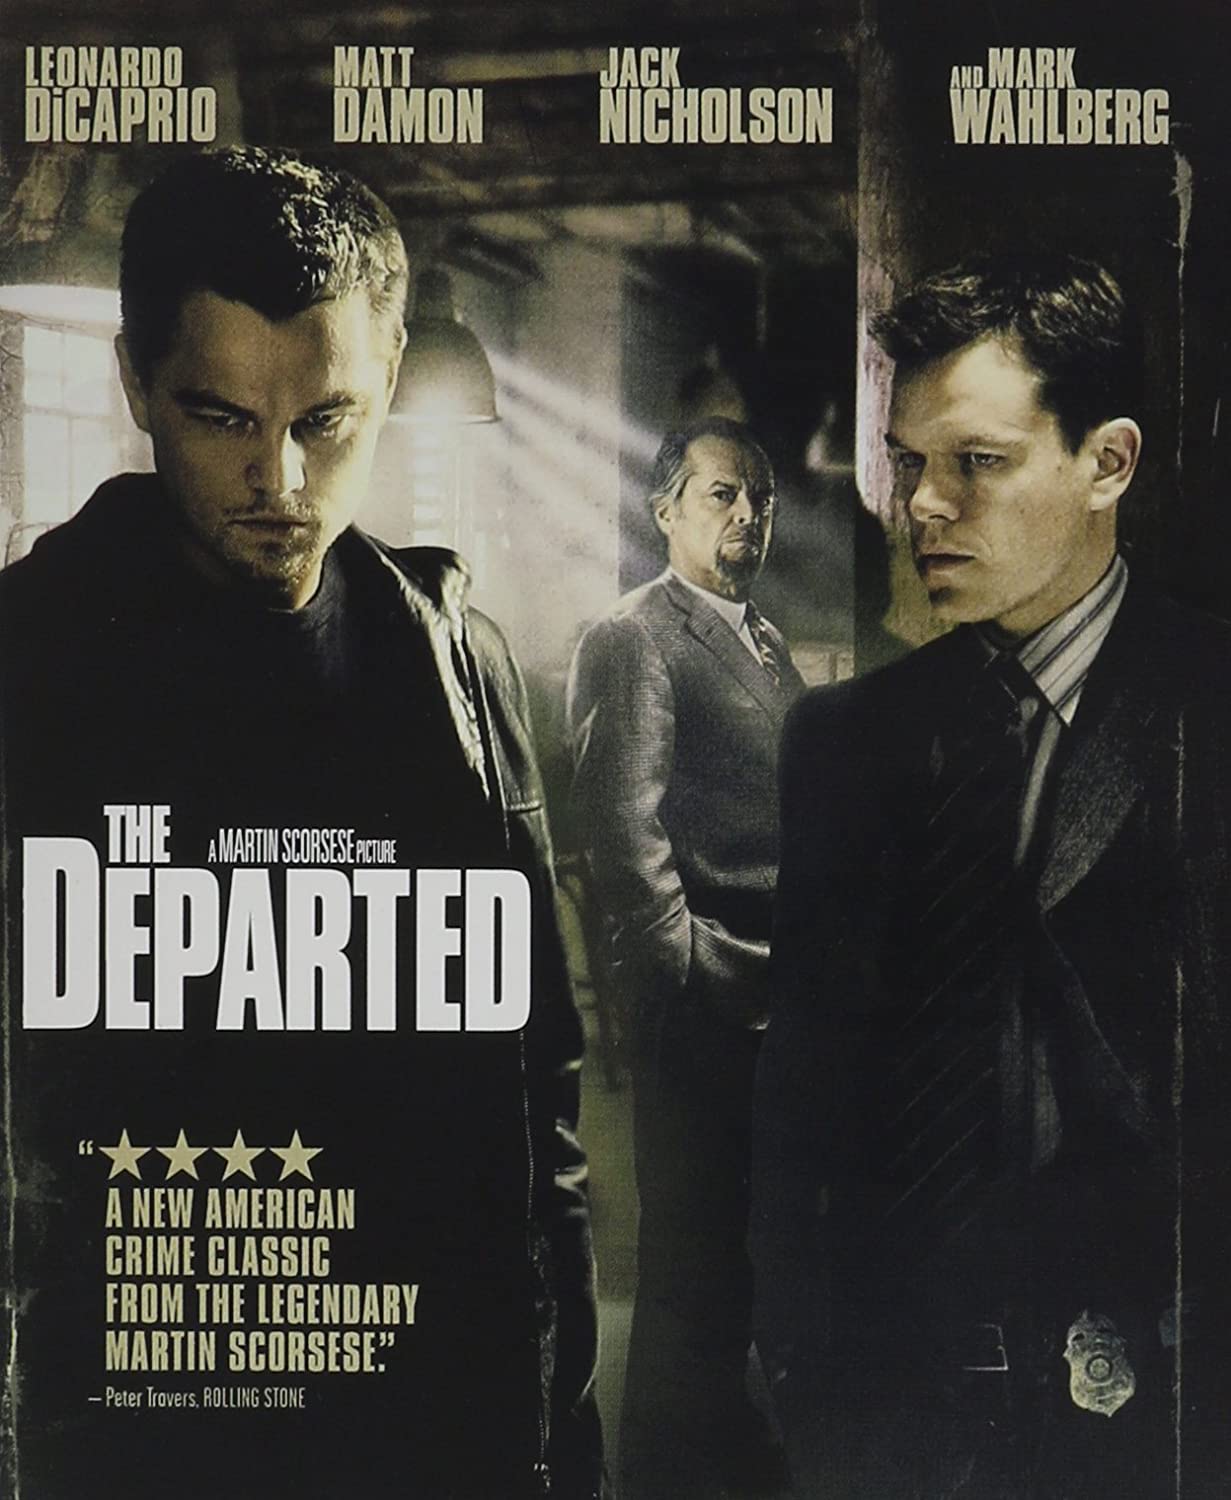 LEONARDO
DiCAPRIO
MATT
DAMON
JACK
NICHOLSON
AND MARK
WAHLBERG
THE
A MARTIN SCORSESE PICTURE
DEPARTED
“★★★★
A NEW AMERICAN
CRIME CLASSIC
FROM THE LEGENDARY
MARTIN SCORSESE.”
– Peter Travers, ROLLING STONE